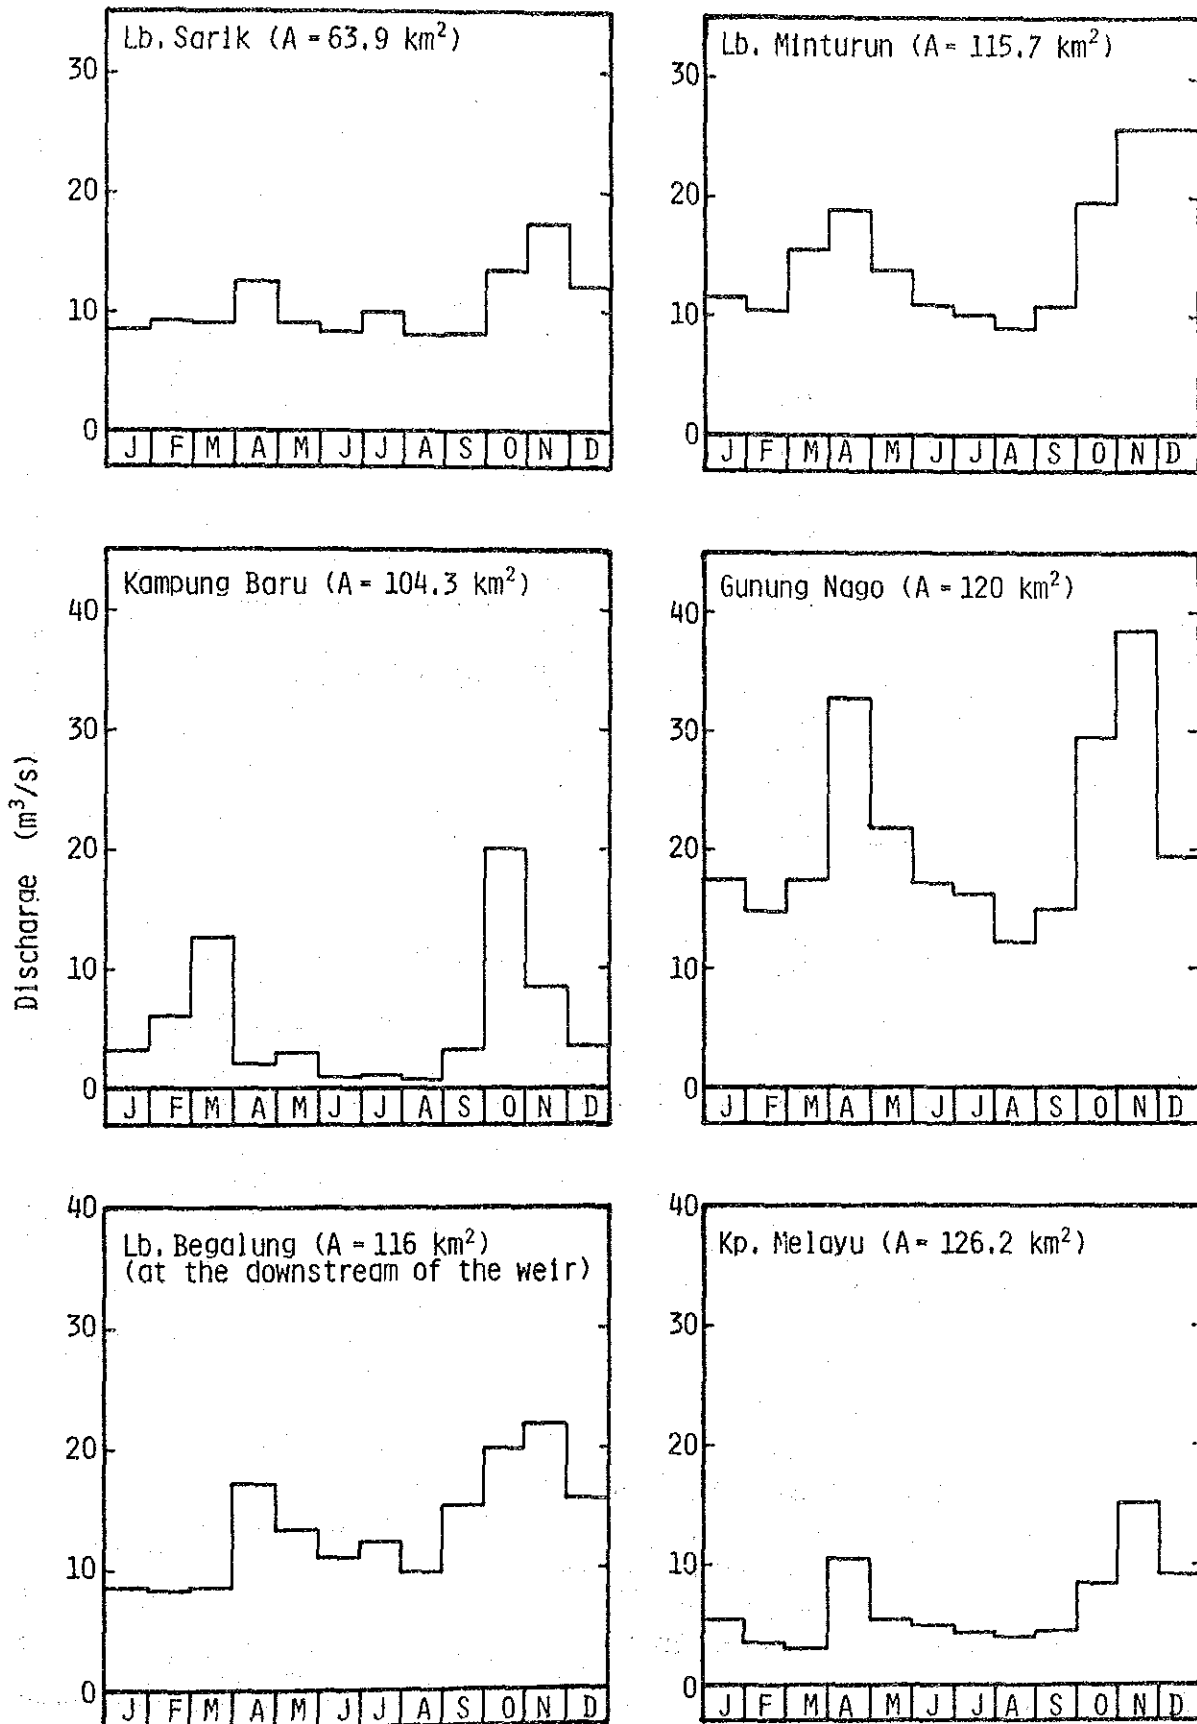 Lb. Sarik (A = 63.9 km²)
30
20
10
0
J F M A M J J A S O N D
Lb. Minturun (A = 115.7 km²)
30
20
10
0
J F M A M J J A S O N D
Discharge (m³/s)
Kampung Baru (A = 104.3 km²)
40
30
20
10
0
J F M A M J J A S O N D
Gunung Nago (A = 120 km²)
40
30
20
10
0
J F M A M J J A S O N D
40
Lb. Begalung (A = 116 km²)
(at the downstream of the weir)
30
20
10
0
J F M A M J J A S O N D
40
Kp. Melayu (A = 126.2 km²)
30
20
10
0
J F M A M J J A S O N D